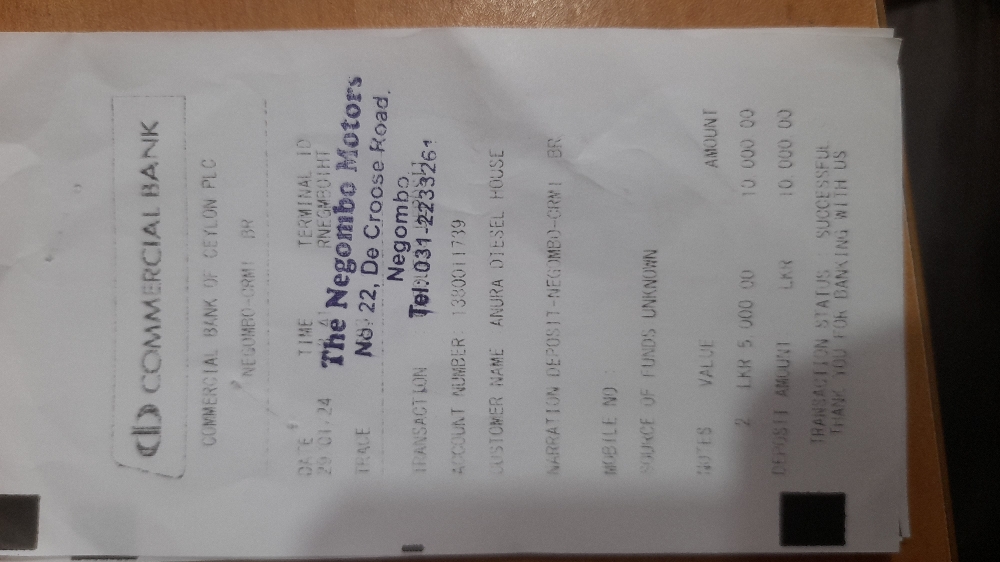 COMMERCIAL BANK
COMMERCIAL BANK OF CEYLON PLC
NEGOMBO-CRM1 BR
DATE TIME TERMINAL ID
29.01.24 RNEGMB01HT
The Negombo Motors
TRACE
No. 22, De Croose Road.
Negombo.
TRANSACTION
Tel:031-2233261
ACCOUNT NUMBER: 1380011739
CUSTOMER NAME ANURA DIESEL HOUSE
NARRATION DEPOSIT-NEGOMBO-CRM1 BR
MOBILE NO :
SOURCE OF FUNDS UNKNOWN
NOTES VALUE AMOUNT
2 LKR 5 000 00 10 000 00
DEPOSIT AMOUNT LKR 10 000 00
TRANSACTION STATUS SUCCESSFUL
THANK YOU FOR BANKING WITH US